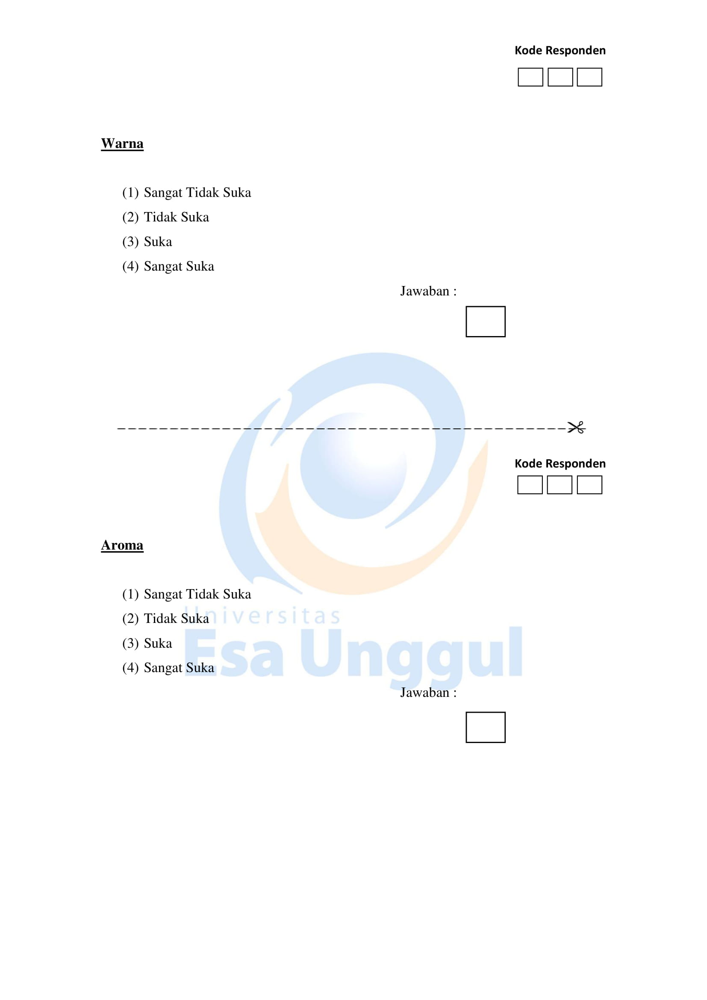 Kode Responden
Warna
(1) Sangat Tidak Suka
(2) Tidak Suka
(3) Suka
(4) Sangat Suka
Jawaban :
Kode Responden
Aroma
(1) Sangat Tidak Suka
Universitas
(2) Tidak Suka
(3) Suka
Esa Unggul
(4) Sangat Suka
Jawaban :